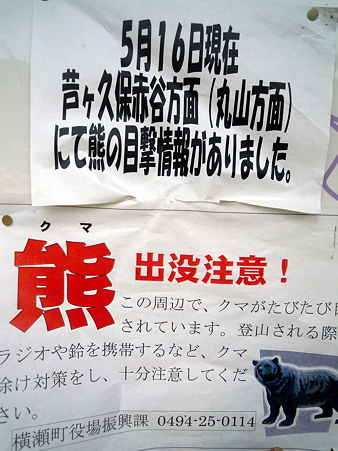 5月16日現在
芦ヶ久保赤谷方面（丸山方面）
にて熊の目撃情報がありました。
クマ
熊
出没注意！
この周辺で、クマがたびたび目
されています。登山される際
ラジオや鈴を携帯するなど、クマ
除け対策をし、十分注意してくだ
さい。
横瀬町役場振興課 0494-25-0114